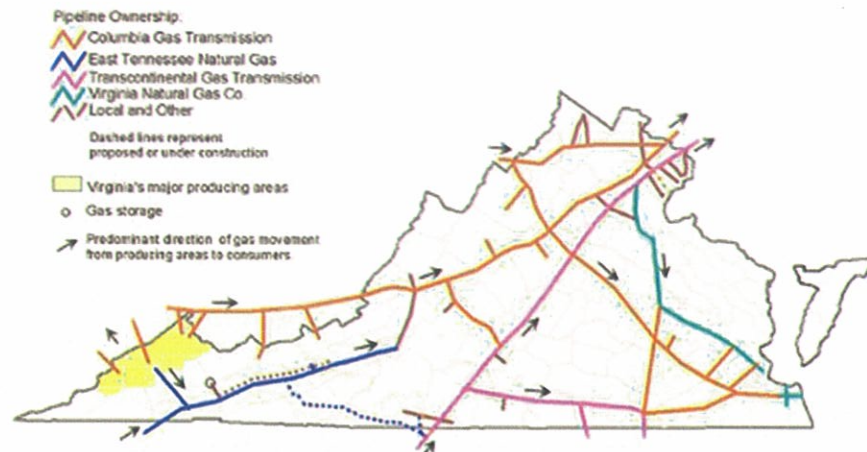 Pipeline Ownership:
Columbia Gas Transmission
East Tennessee Natural Gas
Transcontinental Gas Transmission
Virginia Natural Gas Co.
Local and Other
Dashed lines represent
proposed or under construction
Virginia's major producing areas
Gas storage
Predominant direction of gas movement
from producing areas to consumers